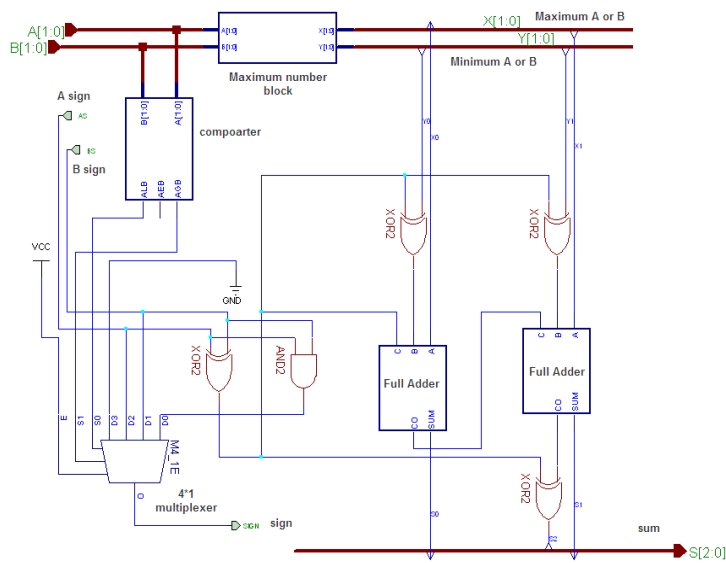 A[1:0]
B[1:0]
A[1:0]
B[1:0]
X[1:0]
Y[1:0]
X[1:0]
Maximum A or B
Y[1:0]
Minimum A or B
Maximum number
block
A sign
AS
BS
B sign
B[1:0]
A[1:0]
compoarter
ALB
AEB
AGB
Y0
X0
Y1
X1
XOR2
XOR2
VCC
GND
XOR2
AND2
C
B
A
Full Adder
CO
SUM
C
B
A
Full Adder
CO
SUM
E
S1
S0
D3
D2
D1
D0
M4_1E
O
4*1
multiplexer
SIGN
sign
XOR2
S0
S1
sum
S[2:0]